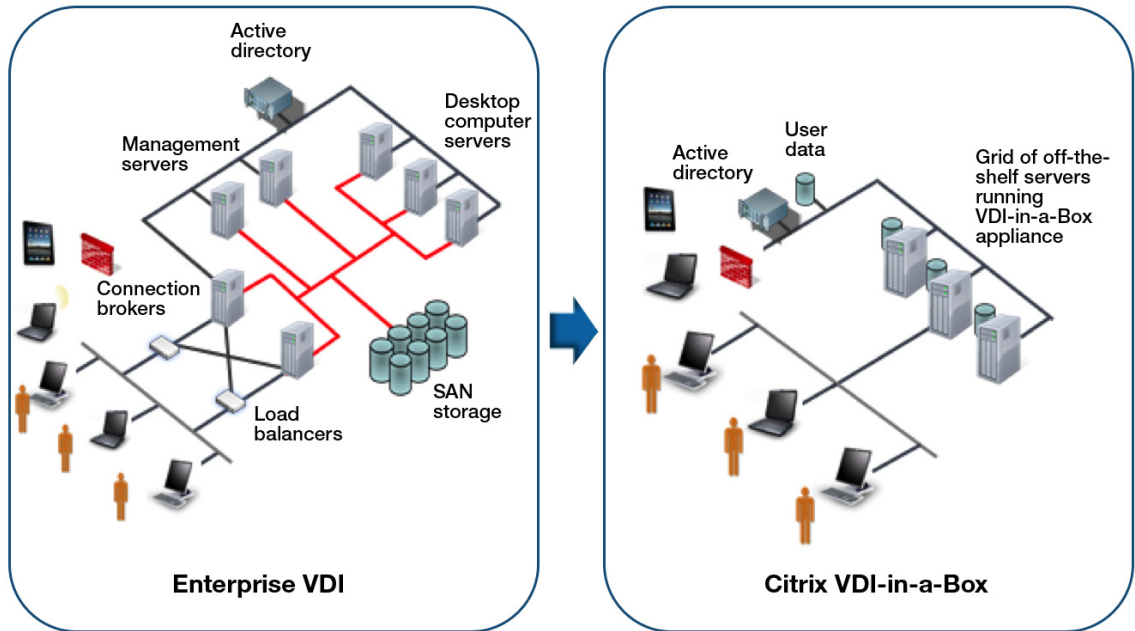 Active
directory
Management
servers
Desktop
computer
servers
Connection
brokers
SAN
storage
Load
balancers
Enterprise VDI
Active
directory
User
data
Grid of off-the-
shelf servers
running
VDI-in-a-Box
appliance
Citrix VDI-in-a-Box